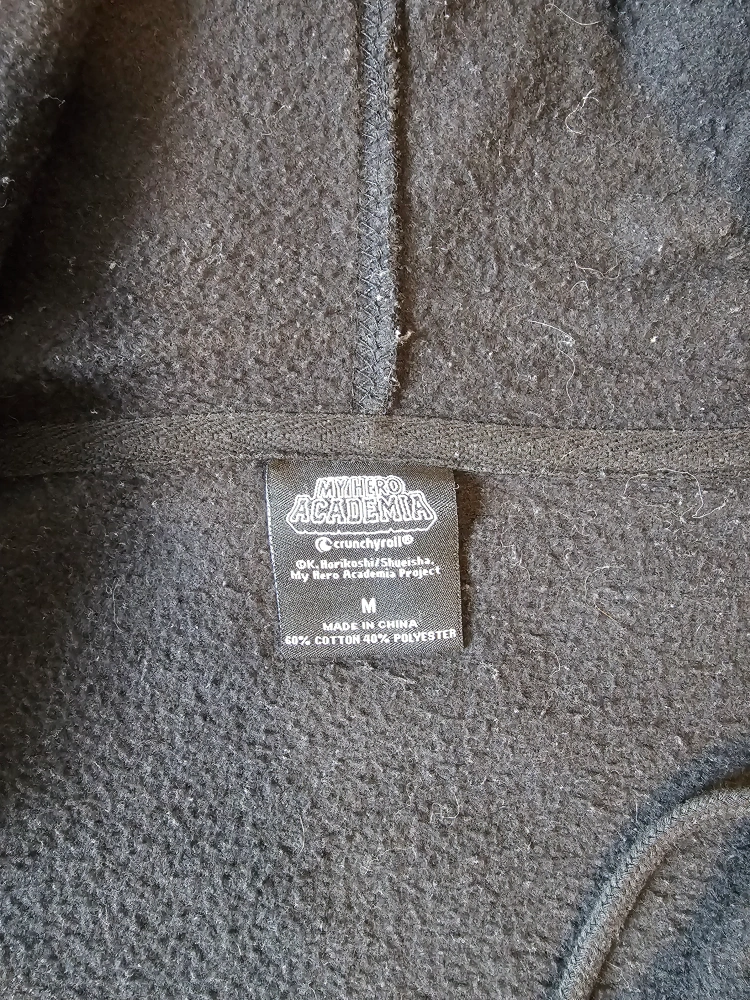 MY HERO
ACADEMIA
crunchyroll®
©K. Horikoshi/Shueisha,
My Hero Academia Project
M
MADE IN CHINA
60% COTTON 40% POLYESTER